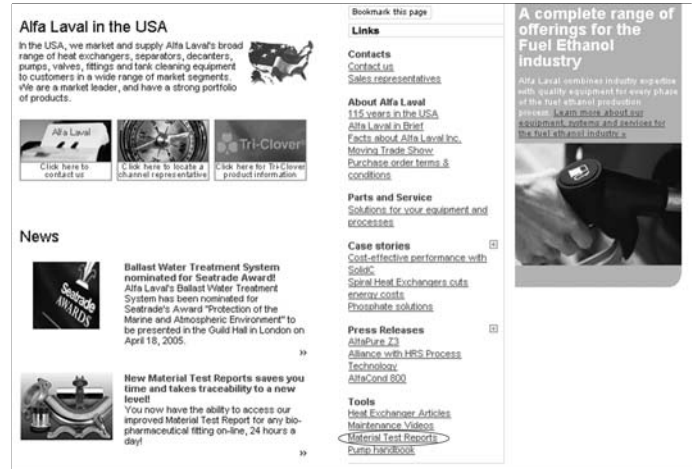 Alfa Laval in the USA
In the USA, we market and supply Alfa Laval's broad
range of heat exchangers, separators, decanters,
pumps, valves, fittings and tank cleaning equipment
to customers in a wide range of market segments.
We are a market leader, and have a strong portfolio
of products.
Alfa Laval
Click here to
contact us
Click here to locate a
channel representative
Tri-Clover
Click here for Tri-Clover
product information
News
Seatrade
AWARDS
Ballast Water Treatment System
nominated for Seatrade Award!
Alfa Laval's Ballast Water Treatment
System has been nominated for
Seatrade's Award "Protection of the
Marine and Atmospheric Environment" to
be presented in the Guild Hall in London on
April 18, 2005.
»
New Material Test Reports saves you
time and takes traceability to a new
level!
You now have the ability to access our
improved Material Test Report for any bio-
pharmaceutical fitting on-line, 24 hours a
day!
»
Bookmark this page
Links
Contacts
Contact us
Sales representatives
About Alfa Laval
115 years in the USA
Alfa Laval in Brief
Facts about Alfa Laval Inc.
Moving Trade Show
Purchase order terms &
conditions
Parts and Service
Solutions for your equipment and
processes
Case stories
Cost-effective performance with
SolidC
Spiral Heat Exchangers cuts
energy costs
Phosphate solutions
Press Releases
AlfaPure Z3
Alliance with HRS Process
Technology
AlfaCond 800
Tools
Heat Exchanger Articles
Maintenance Videos
Material Test Reports
Pump handbook
A complete range of
offerings for the
Fuel Ethanol
industry
Alfa Laval combines industry expertise
with quality equipment for every phase
of the fuel ethanol production
process. Learn more about our
equipment, systems and services for
the fuel ethanol industry »